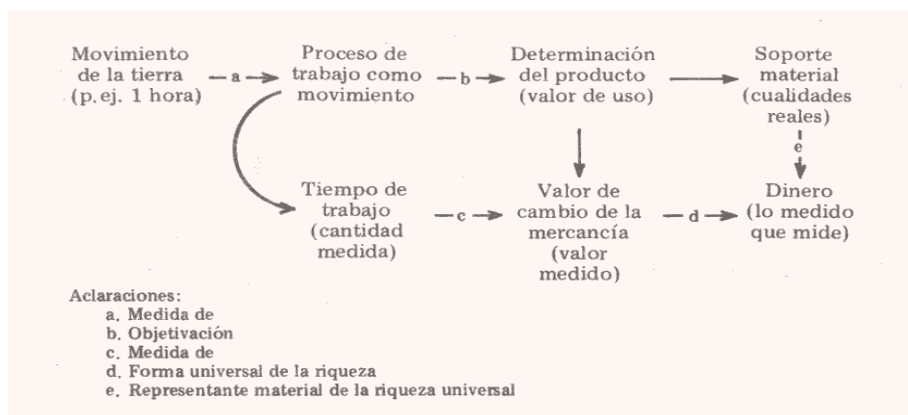 Movimiento
de la tierra
(p. ej. 1 hora)
a
Proceso de
trabajo como
movimiento
b
Determinación
del producto
(valor de uso)
Soporte
material
(cualidades
reales)
e
Tiempo de
trabajo
(cantidad
medida)
c
Valor de
cambio de la
mercancía
(valor
medido)
d
Dinero
(lo medido
que mide)
Aclaraciones:
a. Medida de
b. Objetivación
c. Medida de
d. Forma universal de la riqueza
e. Representante material de la riqueza universal